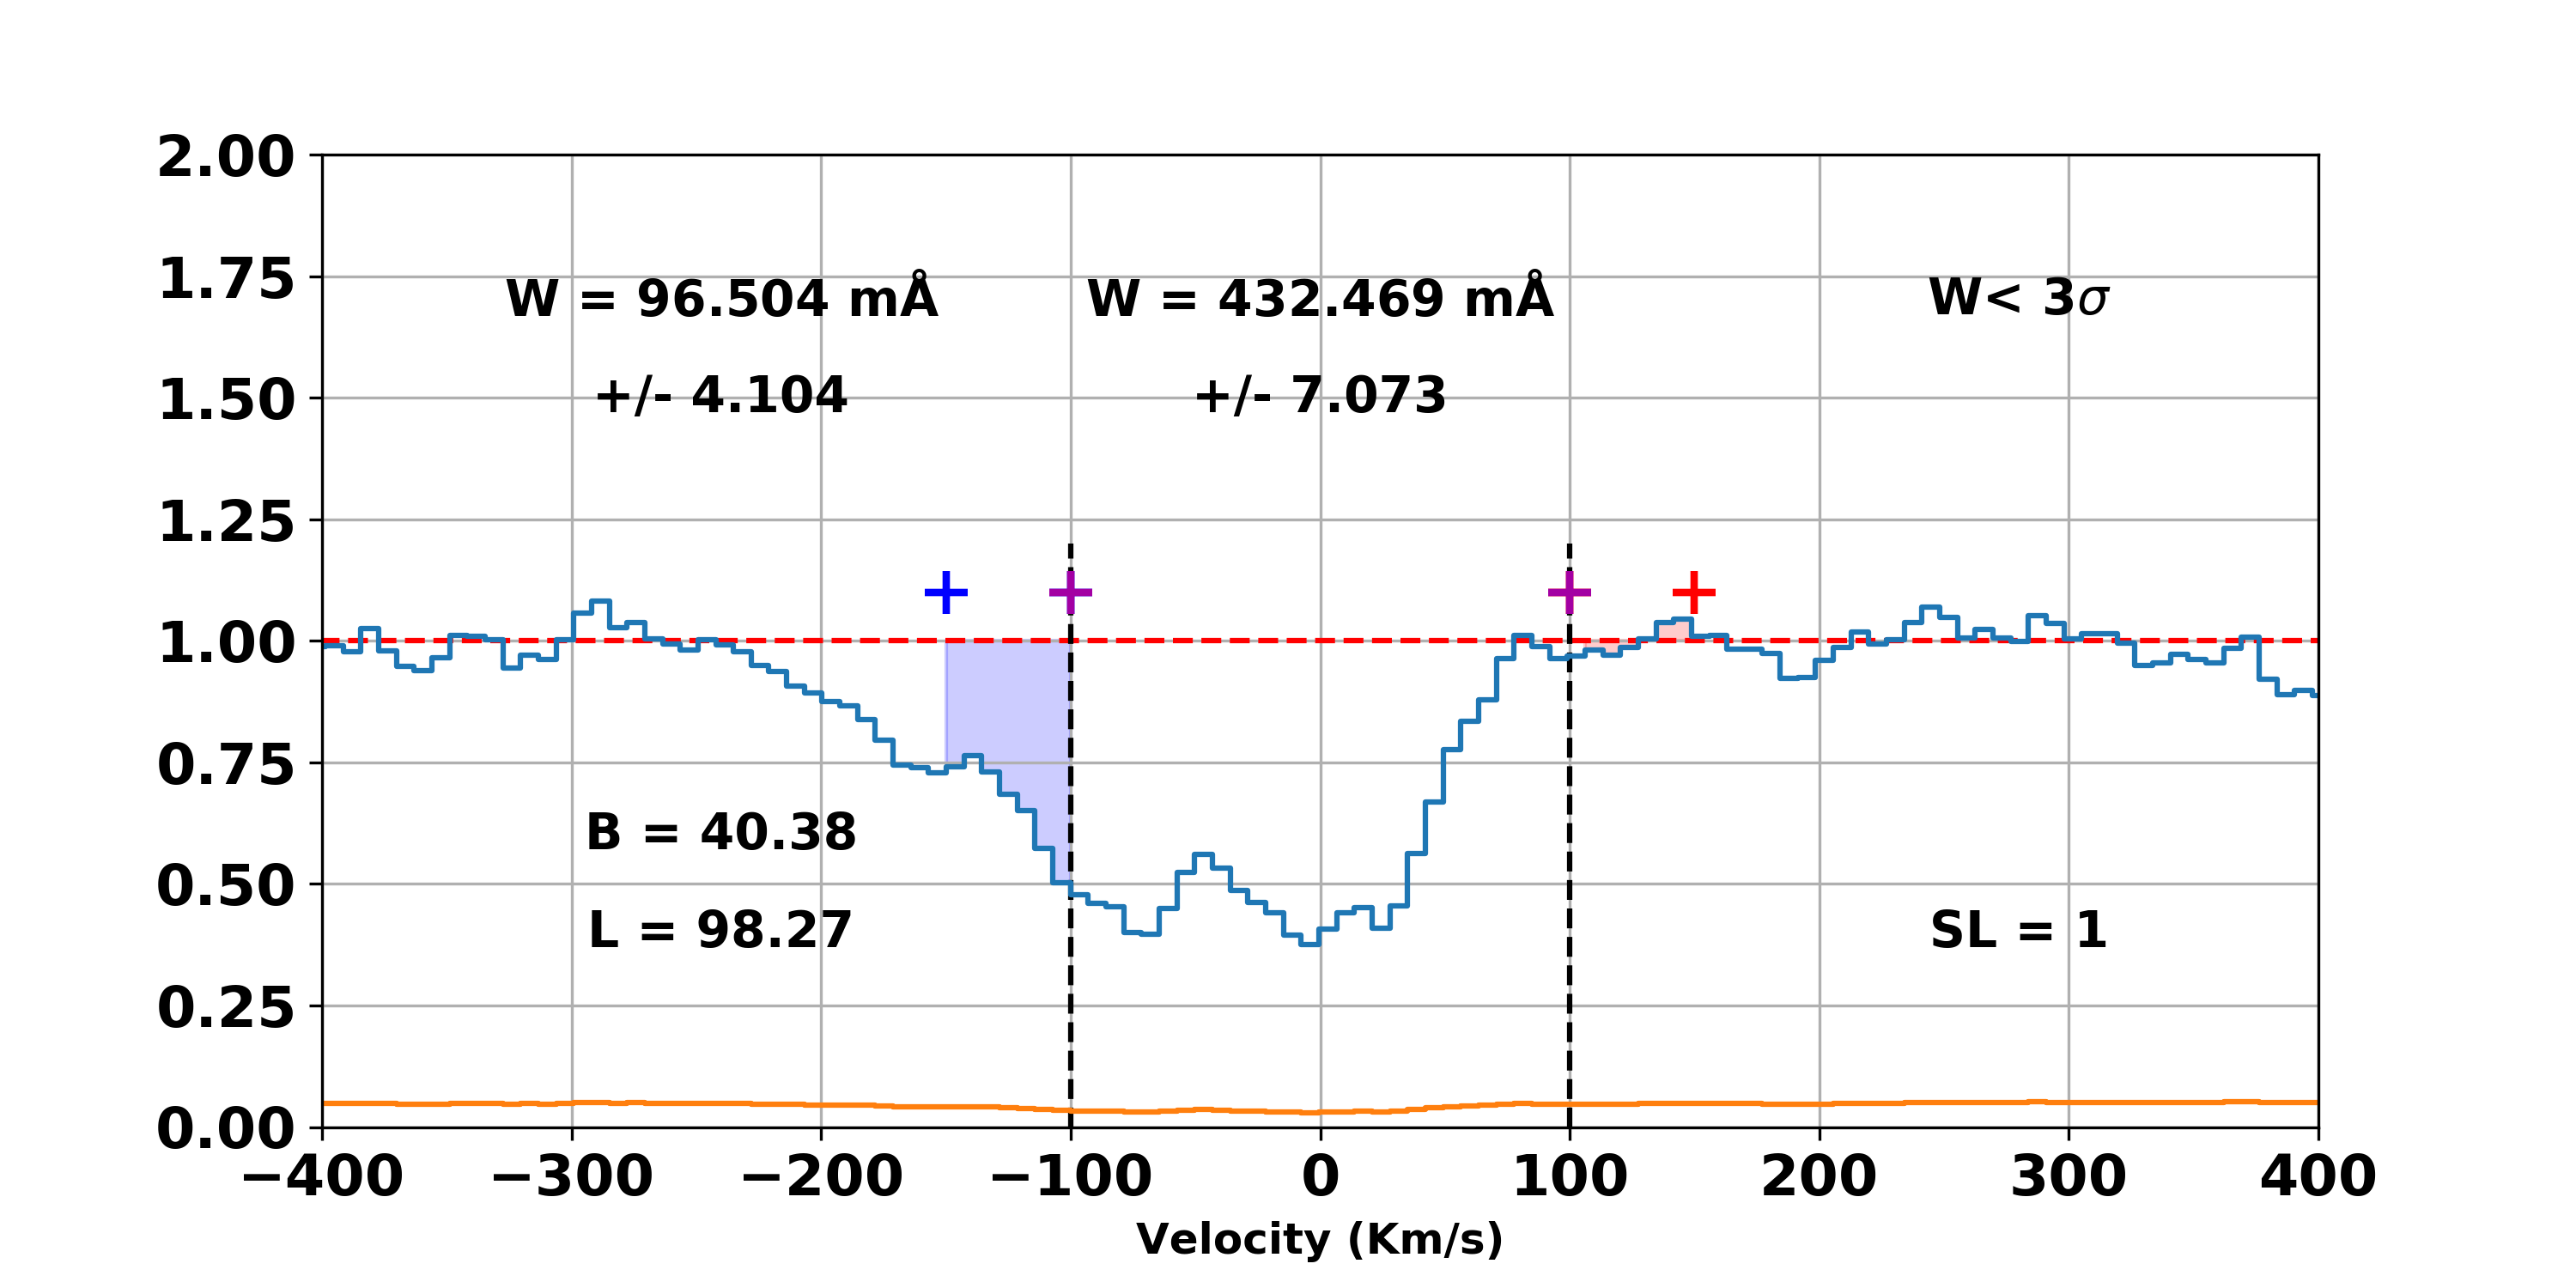 2.00
1.75
W = 96.504 mÅ
W = 432.469 mÅ
W< 3σ
1.50
+/- 4.104
+/- 7.073
1.25
1.00
0.75
B = 40.38
0.50
L = 98.27
SL = 1
0.25
0.00
−400 −300 −200 −100 0 100 200 300 400
Velocity (Km/s)